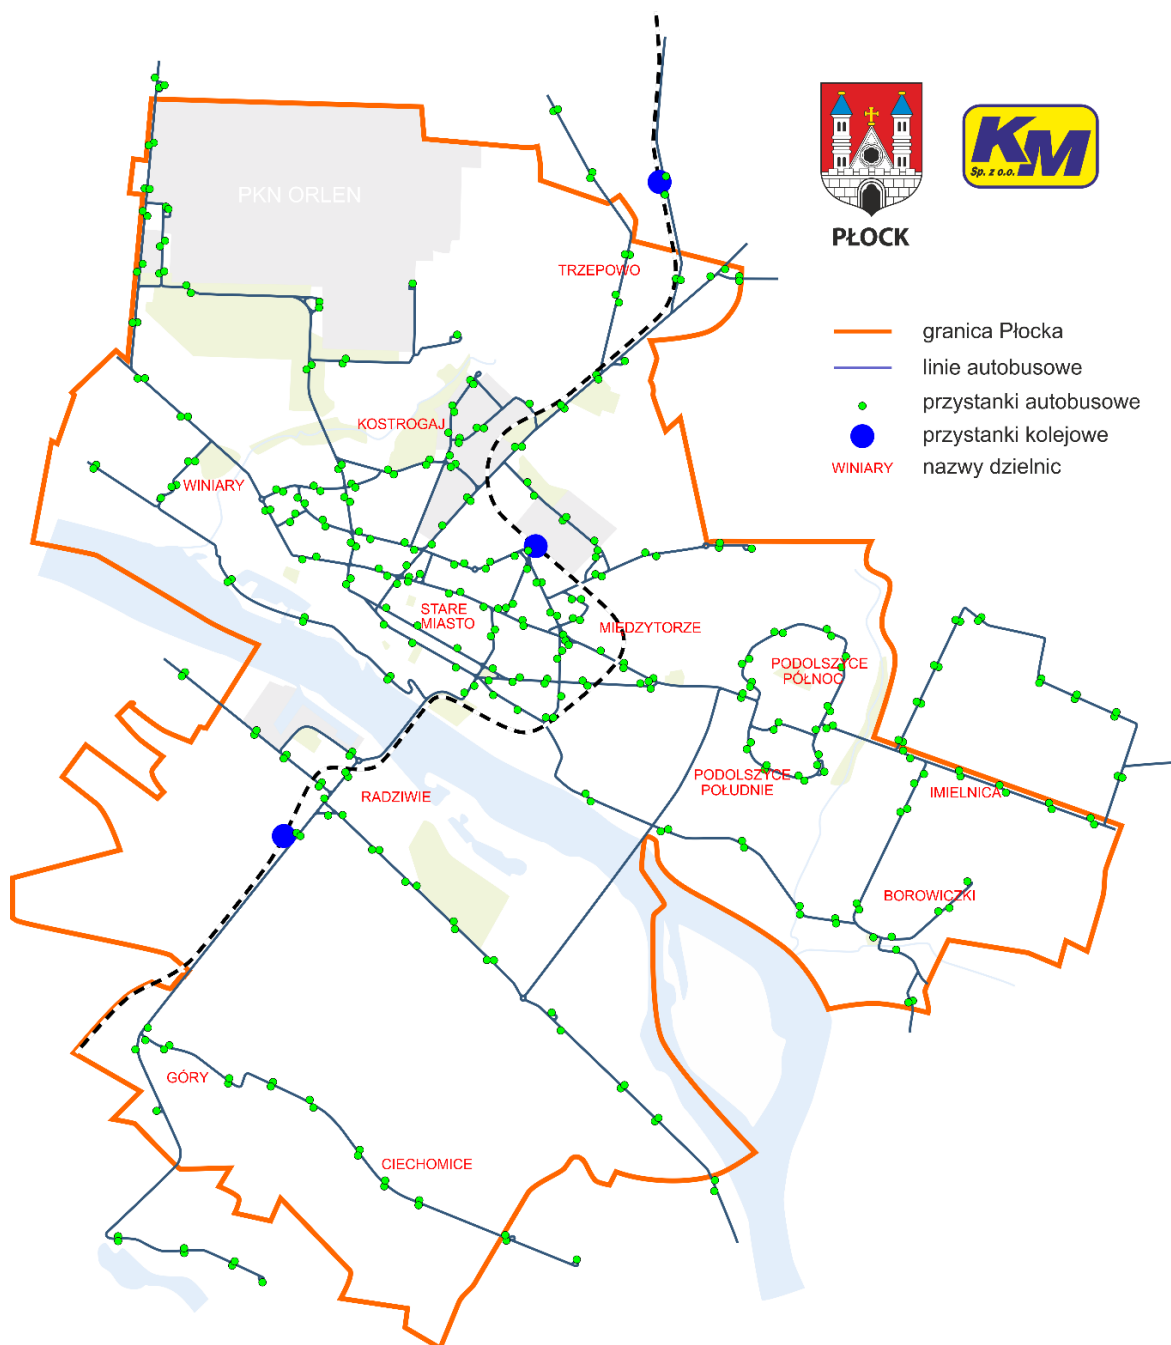 PKN ORLEN
KM
Sp. z o.o.
PŁOCK
TRZEPOWO
granica Płocka
linie autobusowe
przystanki autobusowe
przystanki kolejowe
WINIARY
nazwy dzielnic
KOSTROGAJ
WINIARY
STARE
MIASTO
MIĘDZYTORZE
PODOLSZYCE
PÓŁNOC
PODOLSZYCE
POŁUDNIE
IMIELNICA
RADZIWIE
BOROWICZKI
GÓRY
CIECHOMICE